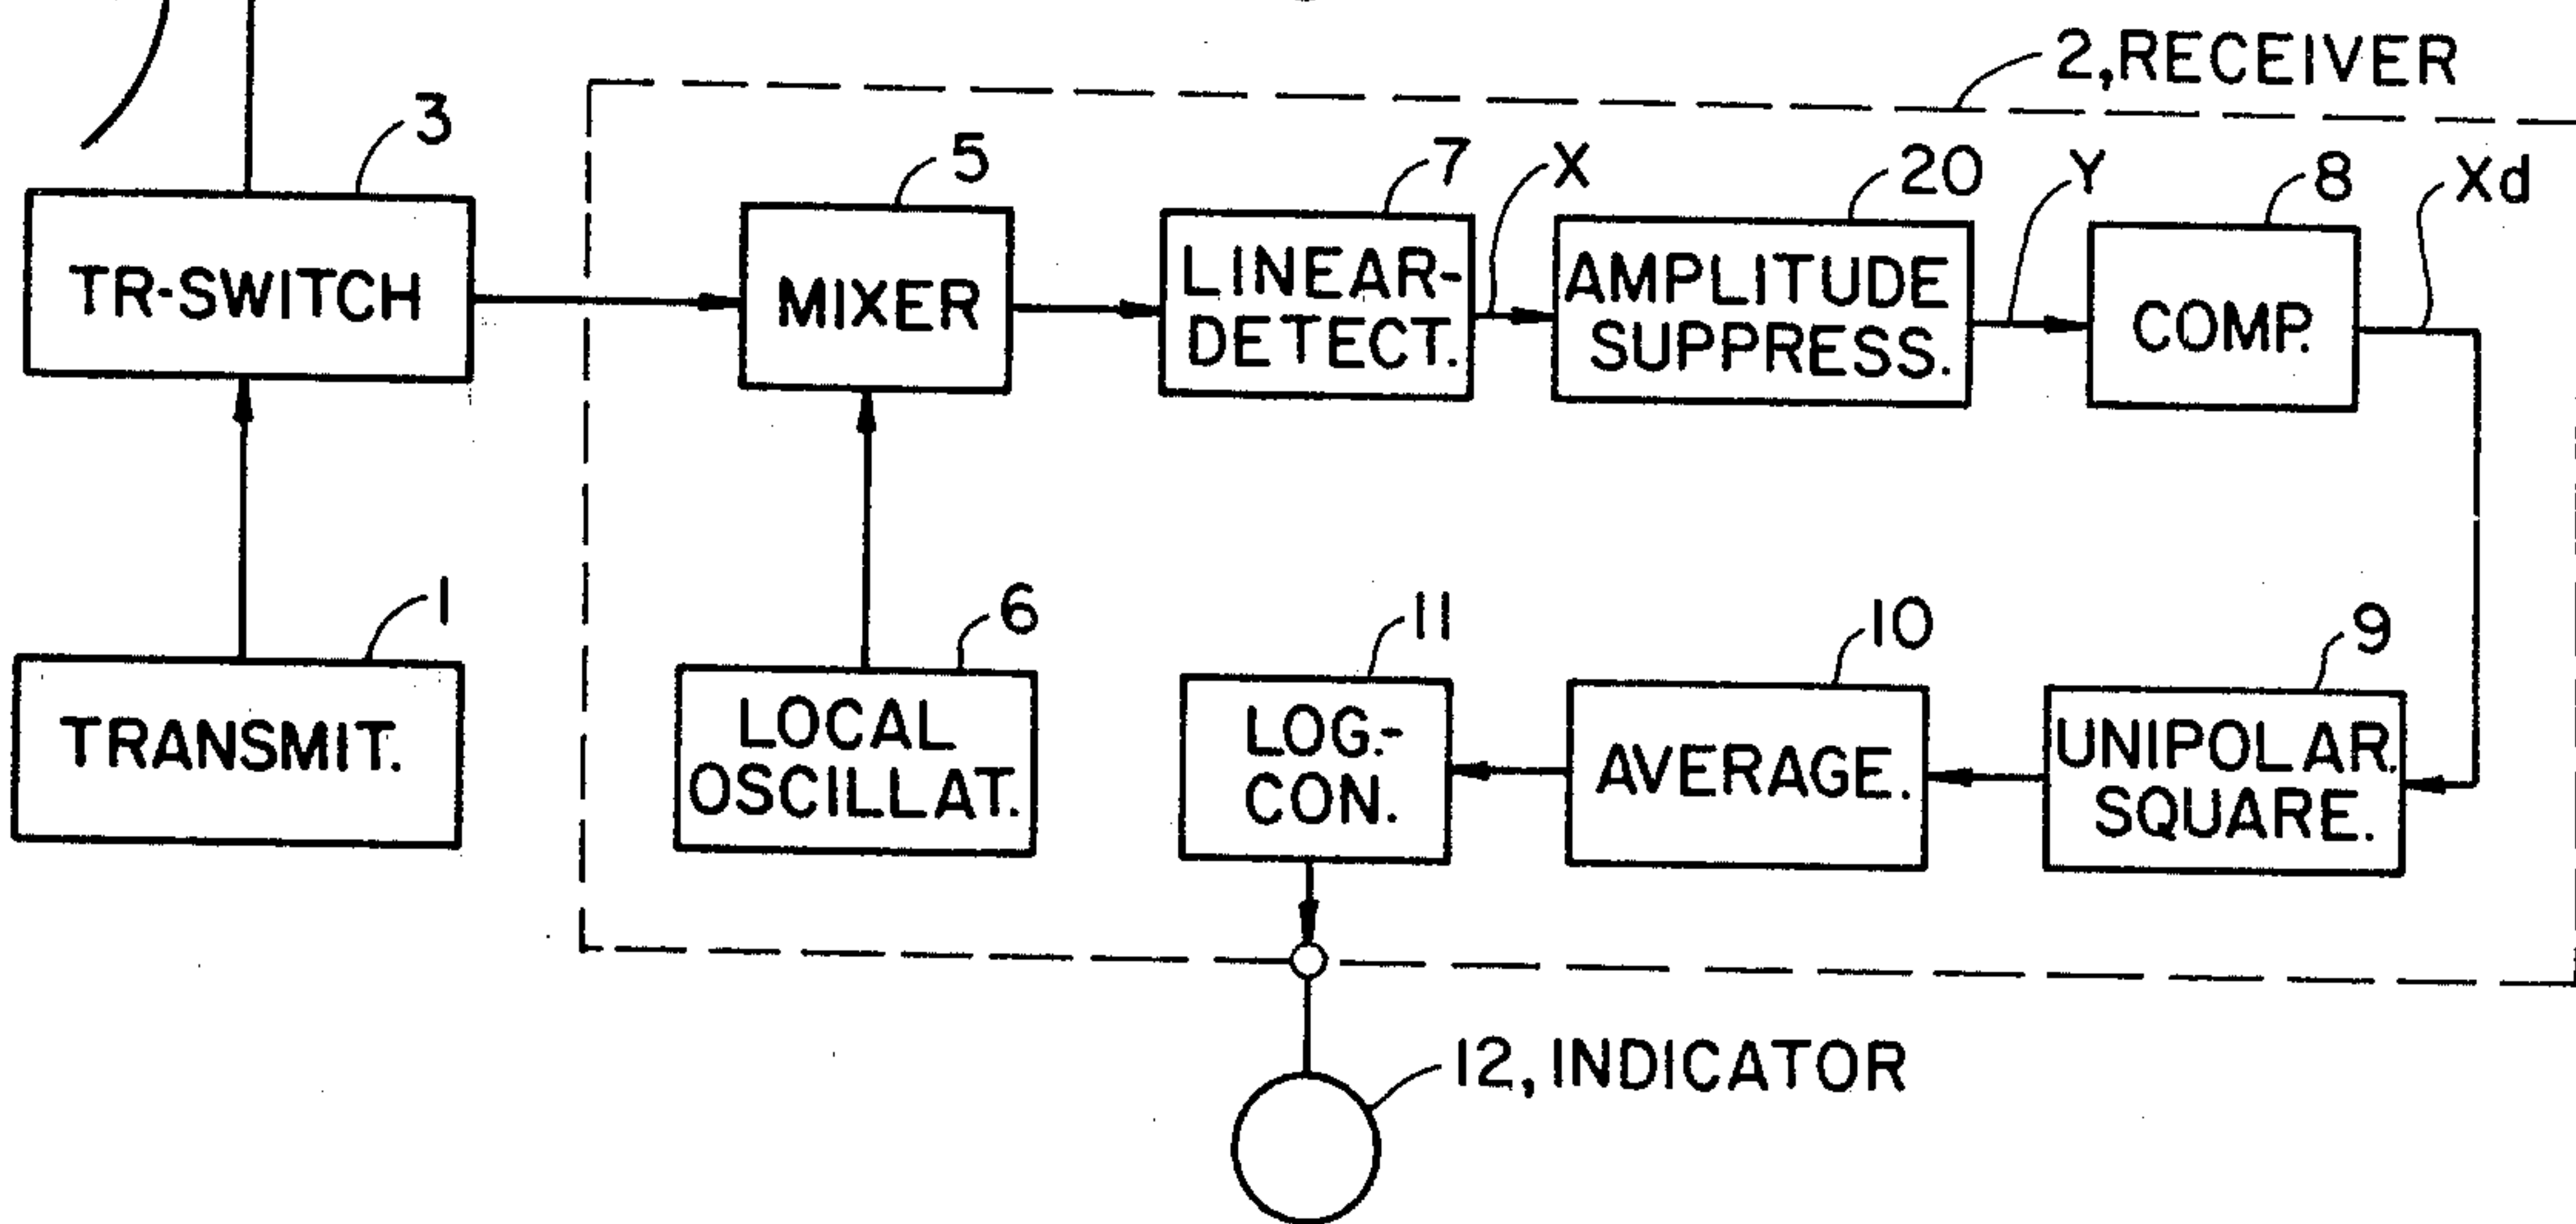 2, RECEIVER
3
5
7
X
20
Y
8
Xd
TR-SWITCH
MIXER
LINEAR-
DETECT.
AMPLITUDE
SUPPRESS.
COMP.
1
6
11
10
9
TRANSMIT.
LOCAL
OSCILLAT.
LOG.-
CON.
AVERAGE.
UNIPOLAR.
SQUARE.
12, INDICATOR